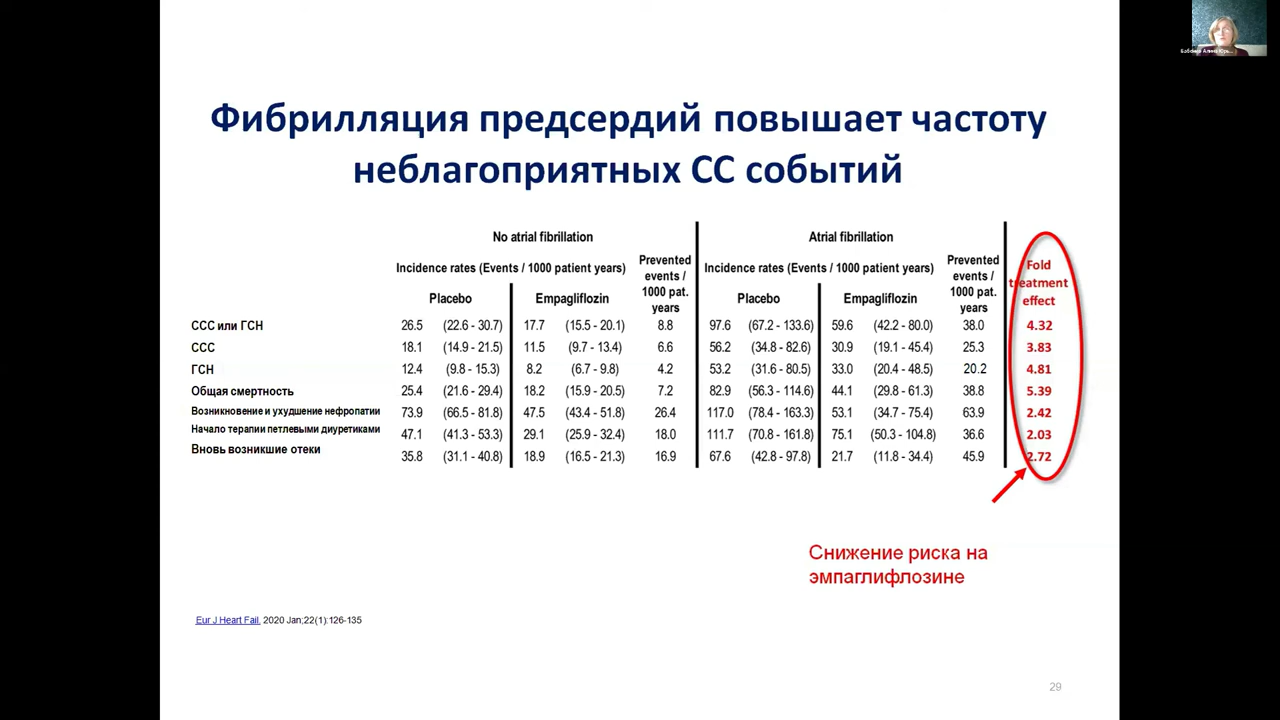 Бабенко Алина Юрь...
Фибрилляция предсердий повышает частоту
неблагоприятных СС событий
No atrial fibrillation Atrial fibrillation
Incidence rates (Events / 1000 patient years) Prevented events / 1000 pat. years Incidence rates (Events / 1000 patient years) Prevented events / 1000 pat. years Fold treatment effect
Placebo Empagliflozin Placebo Empagliflozin
ССС или ГСН 26.5 (22.6 - 30.7) 17.7 (15.5 - 20.1) 8.8 97.6 (67.2 - 133.6) 59.6 (42.2 - 80.0) 38.0 4.32
ССС 18.1 (14.9 - 21.5) 11.5 (9.7 - 13.4) 6.6 56.2 (34.8 - 82.6) 30.9 (19.1 - 45.4) 25.3 3.83
ГСН 12.4 (9.8 - 15.3) 8.2 (6.7 - 9.8) 4.2 53.2 (31.6 - 80.5) 33.0 (20.4 - 48.5) 20.2 4.81
Общая смертность 25.4 (21.6 - 29.4) 18.2 (15.9 - 20.5) 7.2 82.9 (56.3 - 114.6) 44.1 (29.8 - 61.3) 38.8 5.39
Возникновение и ухудшение нефропатии 73.9 (66.5 - 81.8) 47.5 (43.4 - 51.8) 26.4 117.0 (78.4 - 163.3) 53.1 (34.7 - 75.4) 63.9 2.42
Начало терапии петлевыми диуретиками 47.1 (41.3 - 53.3) 29.1 (25.9 - 32.4) 18.0 111.7 (70.8 - 161.8) 75.1 (50.3 - 104.8) 36.6 2.03
Вновь возникшие отеки 35.8 (31.1 - 40.8) 18.9 (16.5 - 21.3) 16.9 67.6 (42.8 - 97.8) 21.7 (11.8 - 34.4) 45.9 2.72
Снижение риска на
эмпаглифлозине
Eur J Heart Fail. 2020 Jan;22(1):126-135
29